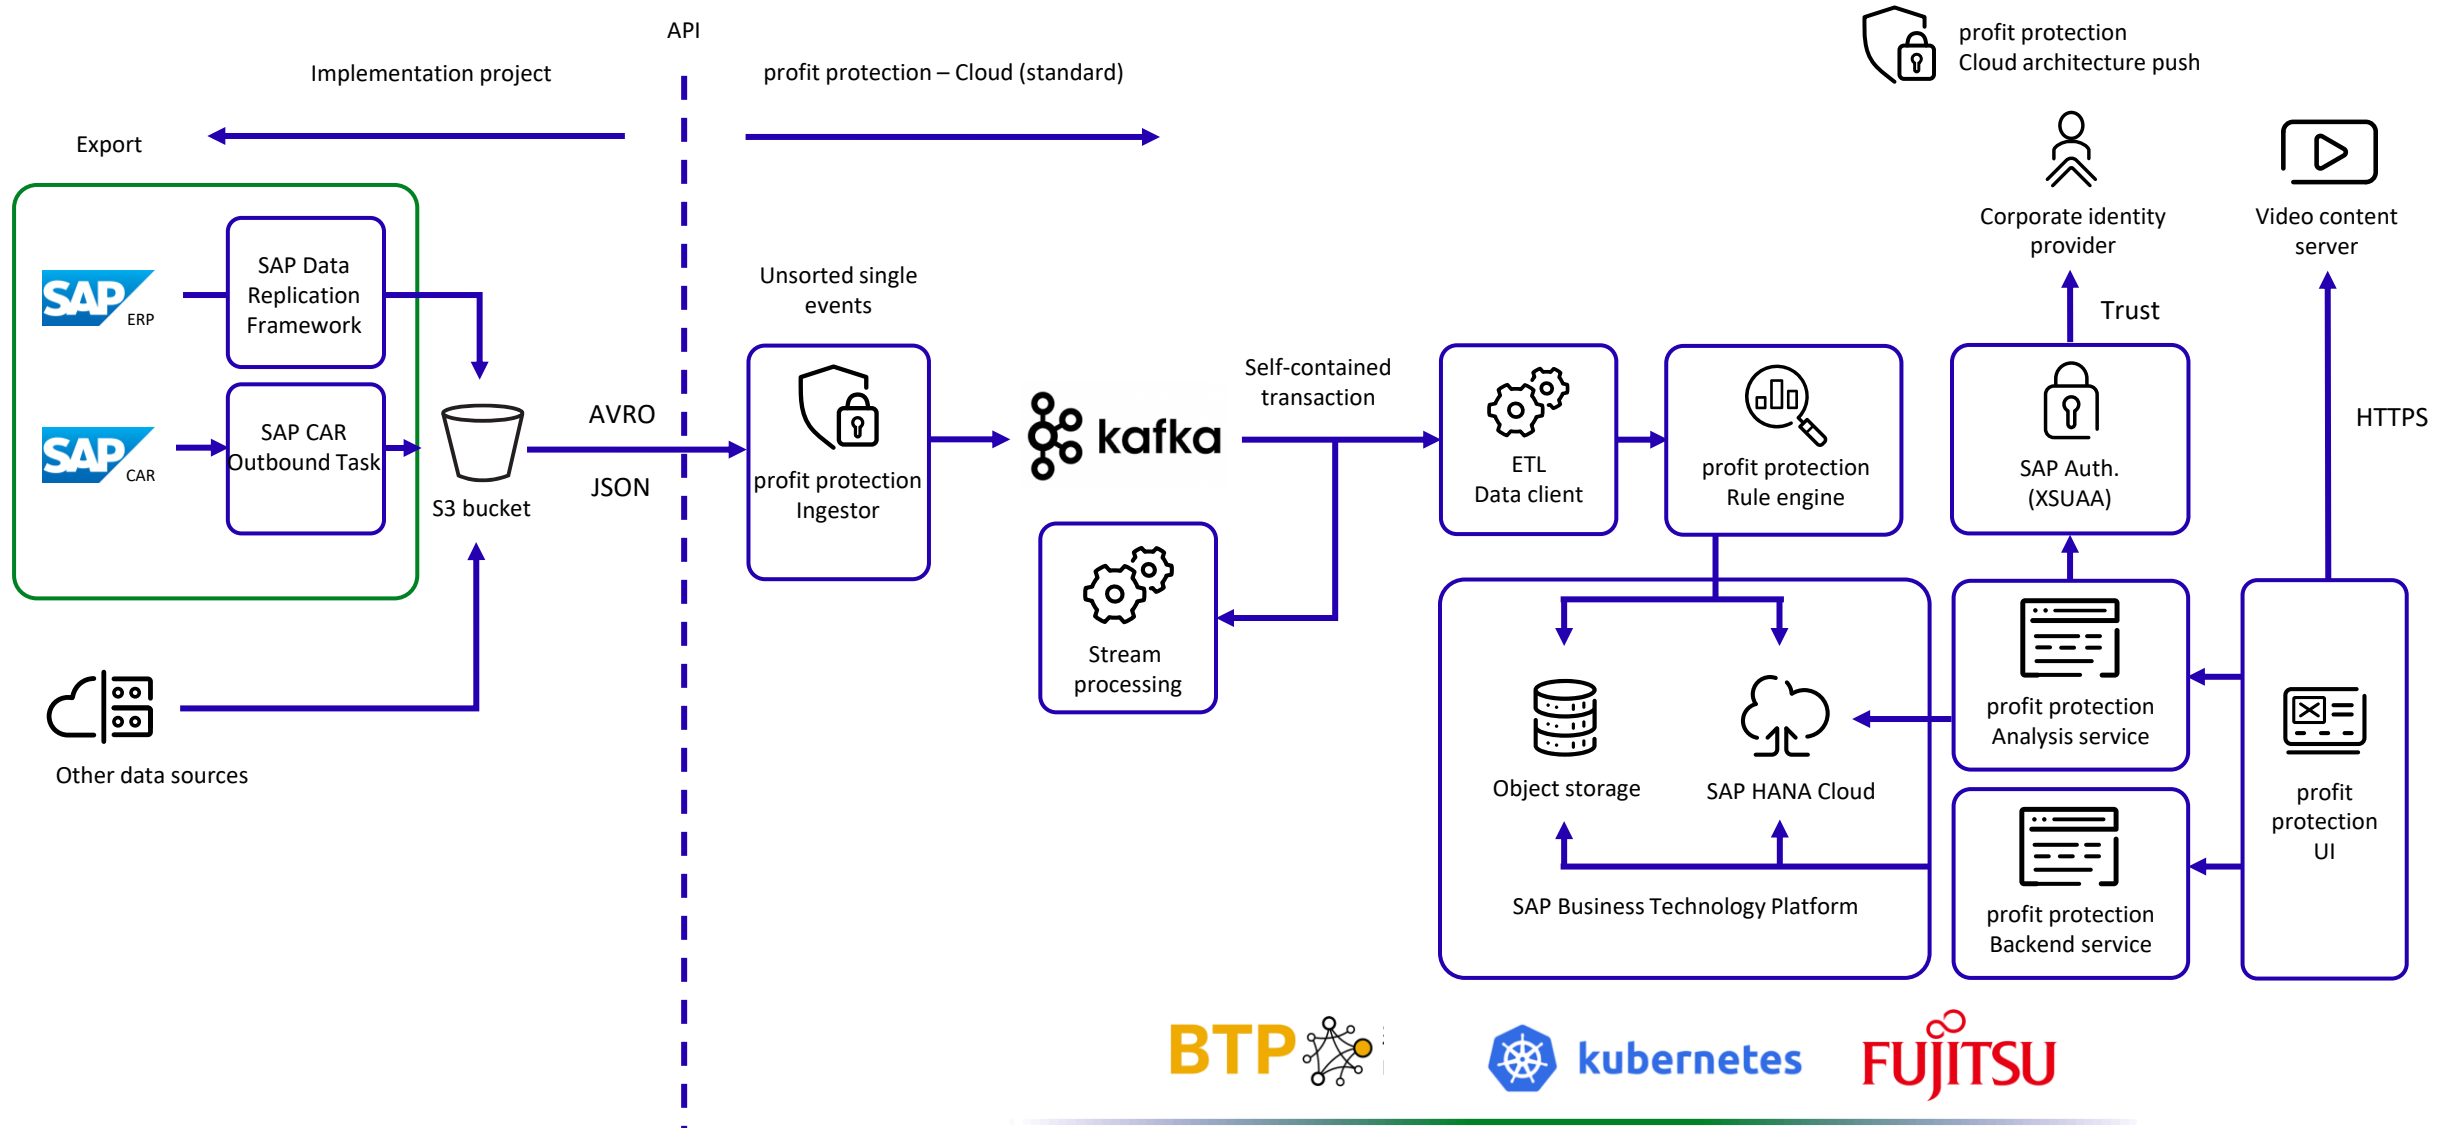 API
Implementation project
profit protection – Cloud (standard)
profit protection
Cloud architecture push
Export
SAP
ERP
SAP Data
Replication
Framework
SAP
CAR
SAP CAR
Outbound Task
S3 bucket
AVRO
JSON
Other data sources
Unsorted single
events
profit protection
Ingestor
kafka
Self-contained
transaction
Stream
processing
ETL
Data client
profit protection
Rule engine
Corporate identity
provider
Trust
SAP Auth.
(XSUAA)
Video content
server
HTTPS
Object storage
SAP HANA Cloud
SAP Business Technology Platform
profit protection
Analysis service
profit protection
Backend service
profit
protection
UI
BTP
kubernetes
FUJITSU